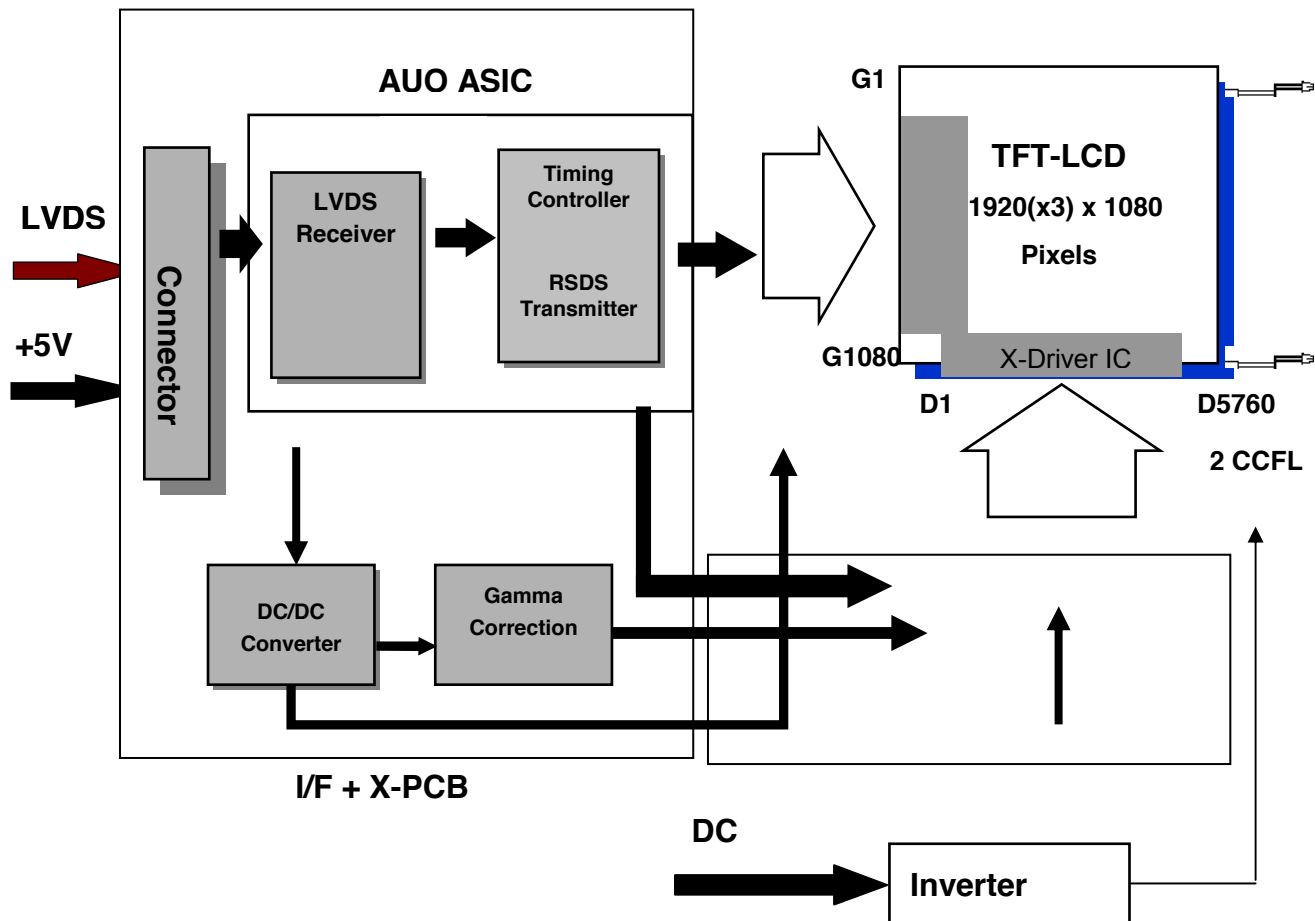 AUO ASIC
G1
LVDS
+5V
Connector
LVDS
Receiver
Timing
Controller
RSDS
Transmitter
TFT-LCD
1920(x3) x 1080
Pixels
G1080
X-Driver IC
D1
D5760
2 CCFL
DC/DC
Converter
Gamma
Correction
I/F + X-PCB
DC
Inverter